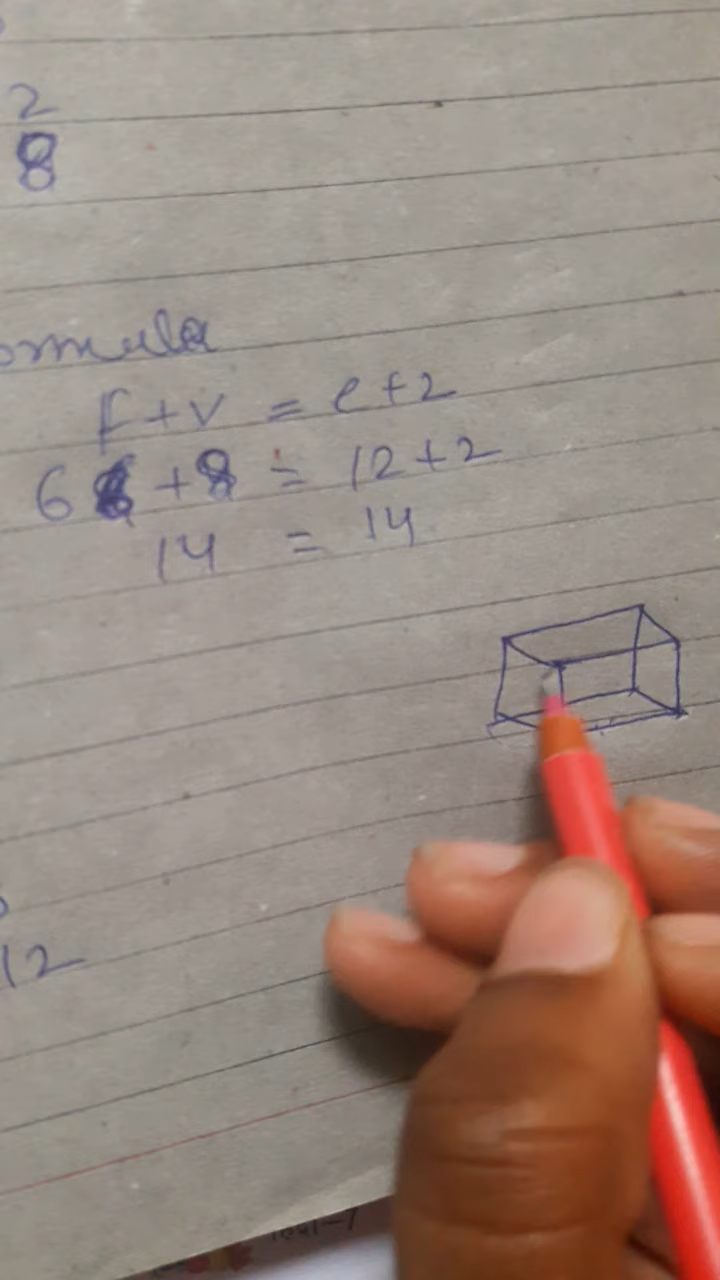 2
8
ormula
F+V = e+2
6 +8 = 12+2
14 = 14
12